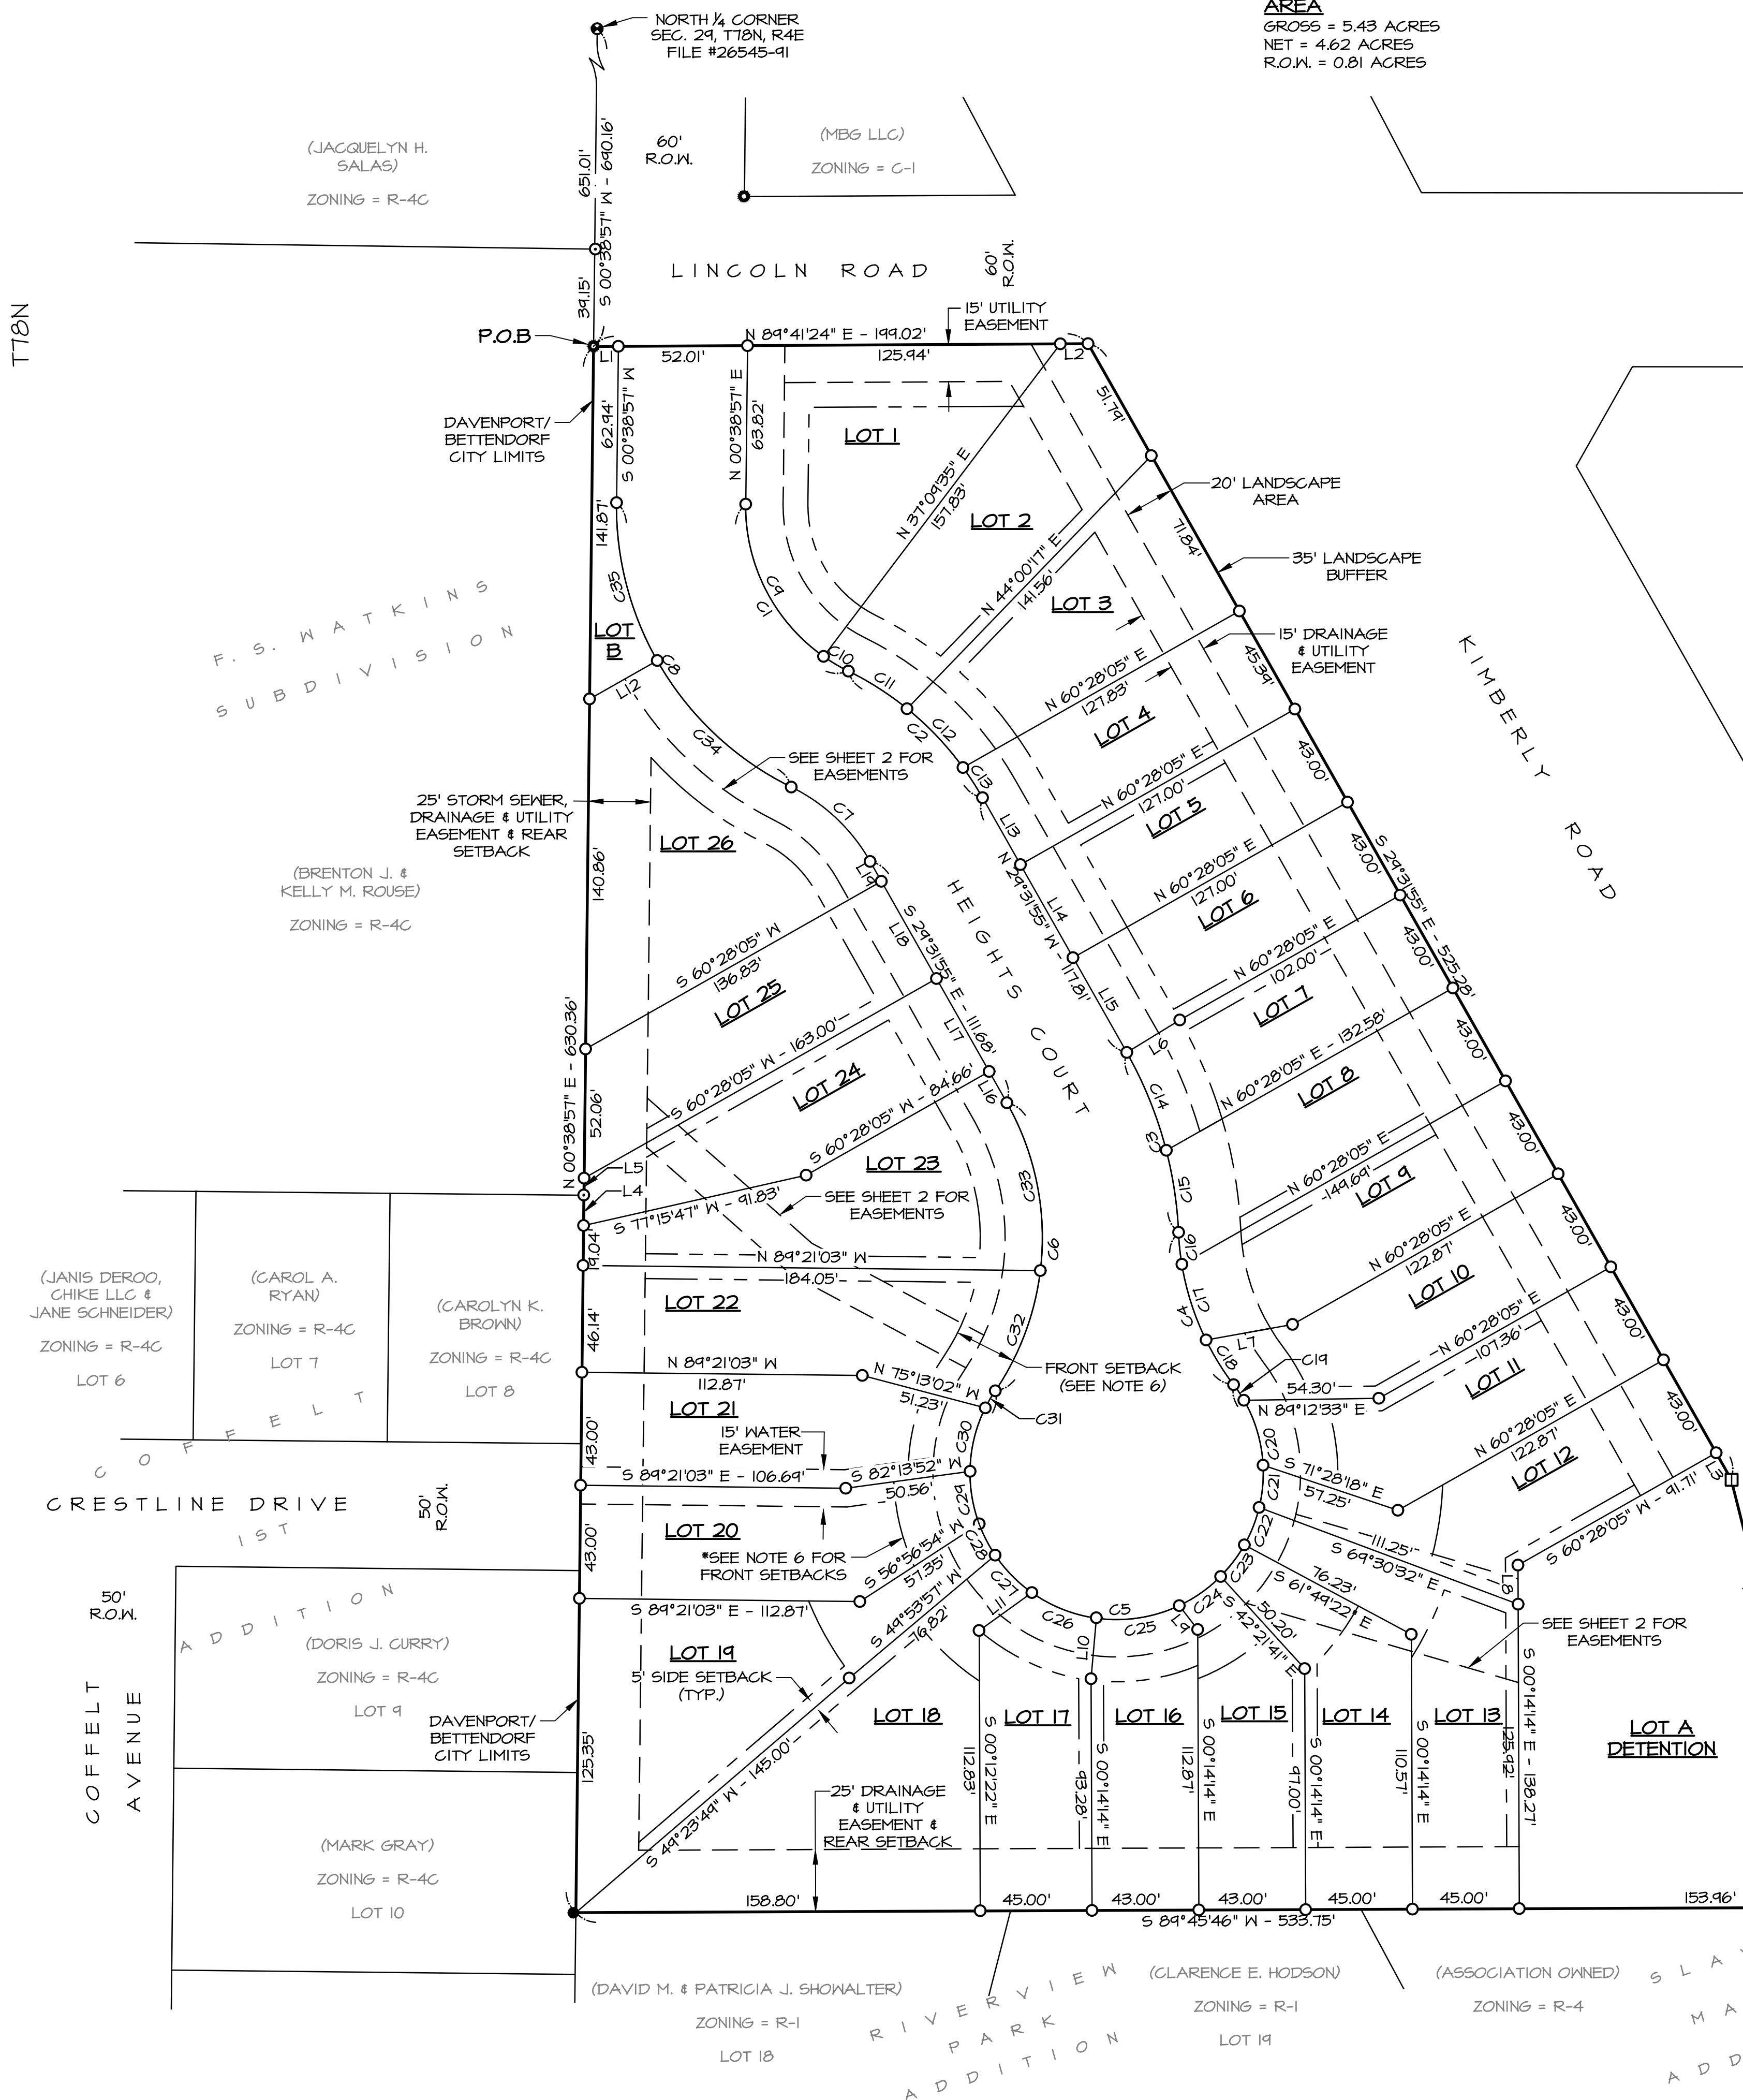 AREA
GROSS = 5.43 ACRES
NET = 4.62 ACRES
R.O.W. = 0.81 ACRES
NORTH ¼ CORNER
SEC. 29, T78N, R4E
FILE #26545-91
(JACQUELYN H.
SALAS)
ZONING = R-4C
651.01'
S 00°38'57" W - 690.16'
60'
R.O.W.
(MBG LLC)
ZONING = C-1
39.15'
LINCOLN ROAD
60'
R.O.W.
T78N
P.O.B
N 89°41'24" E - 199.02'
L1
52.01'
125.94'
L2
15' UTILITY
EASEMENT
DAVENPORT/
BETTENDORF
CITY LIMITS
62.94'
S 00°38'57" W
N 00°38'57" E
63.82'
LOT 1
51.79'
N 37°09'35" E
157.83'
LOT 2
20' LANDSCAPE
AREA
71.84'
141.87'
N 44°00'17" E
141.56'
35' LANDSCAPE
BUFFER
C35
C9
C1
LOT 3
F. S. WATKINS
SUBDIVISION
LOT
B
15' DRAINAGE
& UTILITY
EASEMENT
45.39'
C8
L12
C10
C11
N 60°28'05" E
127.83'
LOT 4
C2
C12
C34
KIMBERLY
ROAD
SEE SHEET 2 FOR
EASEMENTS
C13
43.00'
25' STORM SEWER,
DRAINAGE & UTILITY
EASEMENT & REAR
SETBACK
C7
L13
N 60°28'05" E
127.00'
LOT 5
LOT 26
43.00'
S 29°31'55" E - 525.28'
(BRENTON J. &
KELLY M. ROUSE)
ZONING = R-4C
140.86'
L19
N 29°31'55" W - 117.81'
L14
N 60°28'05" E
127.00'
LOT 6
HEIGHTS
COURT
S 60°28'05" W
136.83'
L18
S 29°31'55" E - 111.68'
43.00'
LOT 25
L15
N 60°28'05" E
102.00'
LOT 7
N 00°38'57" E - 630.36'
S 60°28'05" W - 163.00'
L17
L6
43.00'
52.06'
LOT 24
L16
N 60°28'05" E - 132.58'
LOT 8
C14
S 60°28'05" W - 84.66'
C3
43.00'
L5
L4
LOT 23
N 60°28'05" E
149.69'
LOT 9
C33
C15
S 77°15'47" W - 91.83'
SEE SHEET 2 FOR
EASEMENTS
43.00'
19.04'
N 89°21'03" W
184.05'
C6
C16
N 60°28'05" E
122.87'
LOT 10
(JANIS DEROO,
CHIKE LLC &
JANE SCHNEIDER)
ZONING = R-4C
LOT 6
(CAROL A.
RYAN)
ZONING = R-4C
LOT 7
(CAROLYN K.
BROWN)
ZONING = R-4C
LOT 8
LOT 22
46.14'
C32
C4
C17
L7
43.00'
N 89°21'03" W
112.87'
N 75°13'02" W
51.23'
FRONT SETBACK
(SEE NOTE 6)
C18
C19
N 60°28'05" E
107.36'
LOT 11
54.30'
N 89°12'33" E
43.00'
COFFELT
1ST
ADDITION
LOT 21
C31
43.00'
15' WATER
EASEMENT
C30
C20
N 60°28'05" E
122.87'
LOT 12
S 89°21'03" E - 106.69'
S 82°13'52" W
50.56'
C21
S 71°28'18" E
57.25'
L3
CRESTLINE DRIVE
50'
R.O.W.
LOT 20
C29
C22
43.00'
*SEE NOTE 6 FOR
FRONT SETBACKS
S 56°56'54" W
57.35'
C28
C23
111.25'
S 69°30'32" E
S 60°28'05" W - 91.71'
50'
R.O.W.
S 89°21'03" E - 112.87'
S 49°53'57" W
76.82'
C27
L11
C26
C5
C25
C24
76.23'
S 61°49'22" E
L8
(DORIS J. CURRY)
ZONING = R-4C
LOT 9
LOT 19
5' SIDE SETBACK
(TYP.)
L10
L9
50.20'
S 42°21'41" E
SEE SHEET 2 FOR
EASEMENTS
COFFELT
AVENUE
DAVENPORT/
BETTENDORF
CITY LIMITS
125.35'
LOT 18
LOT 17
LOT 16
LOT 15
LOT 14
LOT 13
LOT A
DETENTION
S 49°23'49" W - 145.00'
112.83'
S 00°12'22" E
93.28'
S 00°14'14" E
112.87'
S 00°14'14" E
97.00'
S 00°14'14" E
110.57'
S 00°14'14" E
125.92'
S 00°14'14" E - 138.27'
25' DRAINAGE
& UTILITY
EASEMENT &
REAR SETBACK
(MARK GRAY)
ZONING = R-4C
LOT 10
158.80'
45.00'
43.00'
43.00'
45.00'
45.00'
153.96'
S 89°45'46" W - 533.75'
(DAVID M. & PATRICIA J. SHOWALTER)
ZONING = R-1
LOT 18
RIVERVIEW
PARK
ADDITION
(CLARENCE E. HODSON)
ZONING = R-1
LOT 19
(ASSOCIATION OWNED)
ZONING = R-4
SLA
MA
ADD